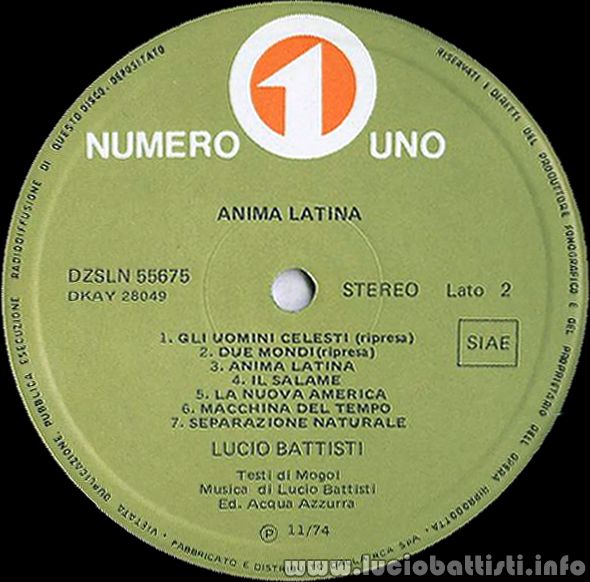 1
NUMERO UNO
ANIMA LATINA
DZSLN 55675
DKAY 28049
STEREO Lato 2
SIAE
1. GLI UOMINI CELESTI (ripresa)
2. DUE MONDI (ripresa)
3. ANIMA LATINA
4. IL SALAME
5. LA NUOVA AMERICA
6. MACCHINA DEL TEMPO
7. SEPARAZIONE NATURALE
LUCIO BATTISTI
Testi di Mogol
Musica di Lucio Battisti
Ed. Acqua Azzurra
Ⓟ 11/74
RISERVATI I DIRITTI DEL PRODUTTORE FONOGRAFICO E DEL PROPRIETARIO DELL'OPERA RIPRODOTTA.
VIETATA DUPLICAZIONE, PUBBLICA ESECUZIONE RADIODIFFUSIONE DI QUESTO DISCO, DEPOSITATO
• FABBRICATO E DISTRIBUITO SPA •
www.luciobattisti.info